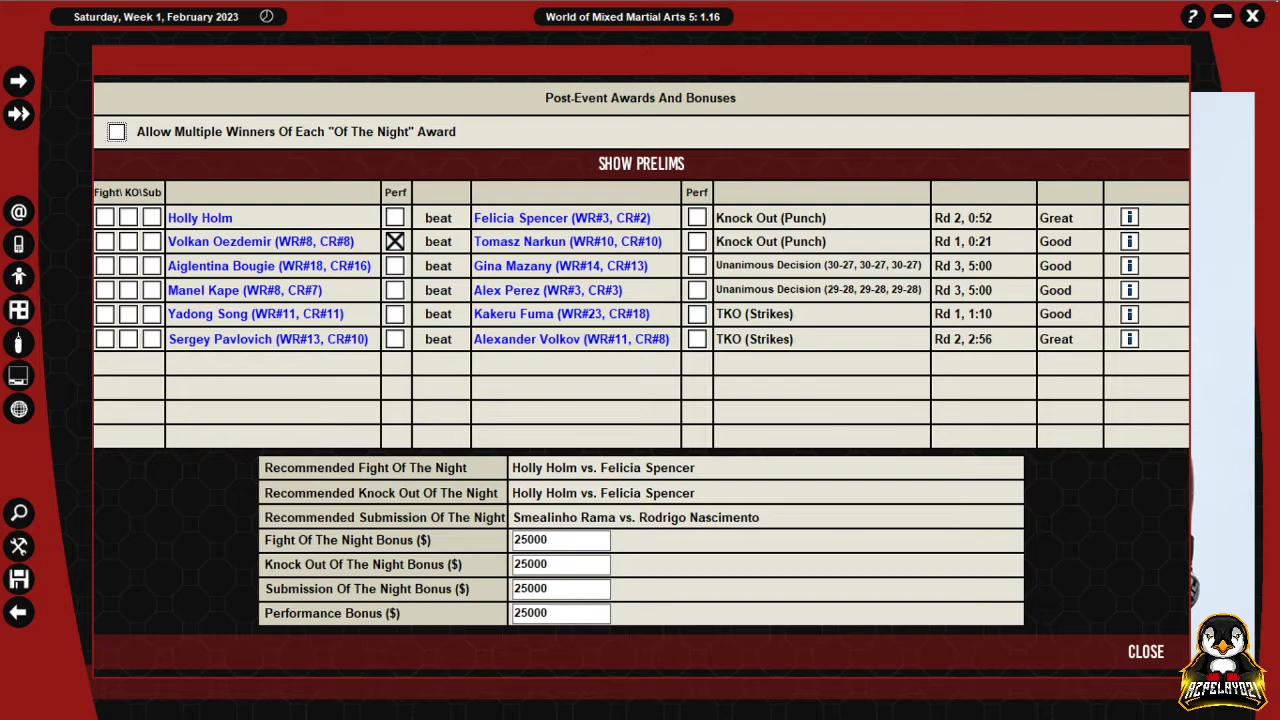 Saturday, Week 1, February 2023
World of Mixed Martial Arts 5: 1.16
?
X
Post-Event Awards And Bonuses
Allow Multiple Winners Of Each "Of The Night" Award
SHOW PRELIMS
Fight\ KO\Sub Perf Perf
Holly Holm beat Felicia Spencer (WR#3, CR#2) Knock Out (Punch) Rd 2, 0:52 Great i
Volkan Oezdemir (WR#8, CR#8) beat Tomasz Narkun (WR#10, CR#10) Knock Out (Punch) Rd 1, 0:21 Good i
Aiglentina Bougie (WR#18, CR#16) beat Gina Mazany (WR#14, CR#13) Unanimous Decision (30-27, 30-27, 30-27) Rd 3, 5:00 Good i
Manel Kape (WR#8, CR#7) beat Alex Perez (WR#3, CR#3) Unanimous Decision (29-28, 29-28, 29-28) Rd 3, 5:00 Good i
Yadong Song (WR#11, CR#11) beat Kakeru Fuma (WR#23, CR#18) TKO (Strikes) Rd 1, 1:10 Good i
Sergey Pavlovich (WR#13, CR#10) beat Alexander Volkov (WR#11, CR#8) TKO (Strikes) Rd 2, 2:56 Great i
Recommended Fight Of The Night Holly Holm vs. Felicia Spencer
Recommended Knock Out Of The Night Holly Holm vs. Felicia Spencer
Recommended Submission Of The Night Smealinho Rama vs. Rodrigo Nascimento
Fight Of The Night Bonus ($) 25000
Knock Out Of The Night Bonus ($) 25000
Submission Of The Night Bonus ($) 25000
Performance Bonus ($) 25000
CLOSE
AZPELAYO21